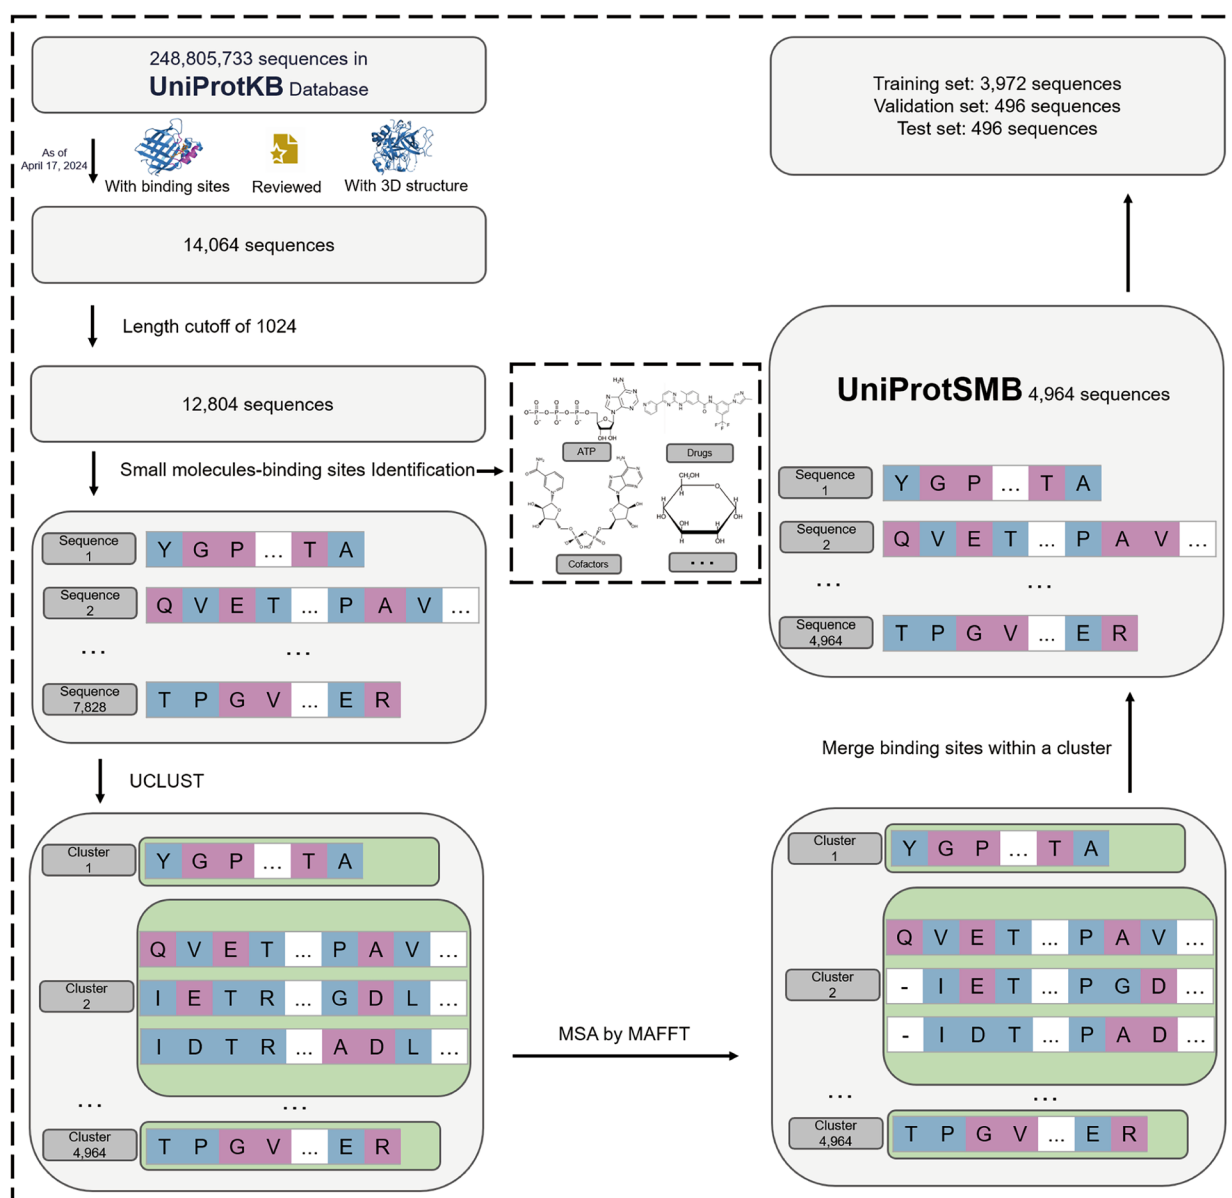 248,805,733 sequences in
UniProtKB Database
As of
April 17, 2024
With binding sites
Reviewed
With 3D structure
14,064 sequences
Length cutoff of 1024
12,804 sequences
Small molecules-binding sites Identification
Sequence
1
Y G P ... T A
Sequence
2
Q V E T ... P A V ...
... ...
Sequence
7,828
T P G V ... E R
UCLUST
Cluster
1
Y G P ... T A
Cluster
2
Q V E T ... P A V ...
I E T R ... G D L ...
I D T R ... A D L ...
... ...
Cluster
4,964
T P G V ... E R
ATP
Drugs
Cofactors
...
MSA by MAFFT
Cluster
1
Y G P ... T A
Cluster
2
Q V E T ... P A V ...
- I E T ... P G D ...
- I D T ... P A D ...
... ...
Cluster
4,964
T P G V ... E R
Merge binding sites within a cluster
UniProtSMB 4,964 sequences
Sequence
1
Y G P ... T A
Sequence
2
Q V E T ... P A V ...
... ...
Sequence
4,964
T P G V ... E R
Training set: 3,972 sequences
Validation set: 496 sequences
Test set: 496 sequences